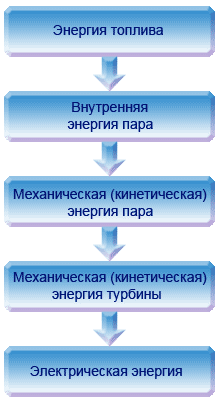 Энергия топлива
Внутренняя
энергия пара
Механическая (кинетическая)
энергия пара
Механическая (кинетическая)
энергия турбины
Электрическая энергия